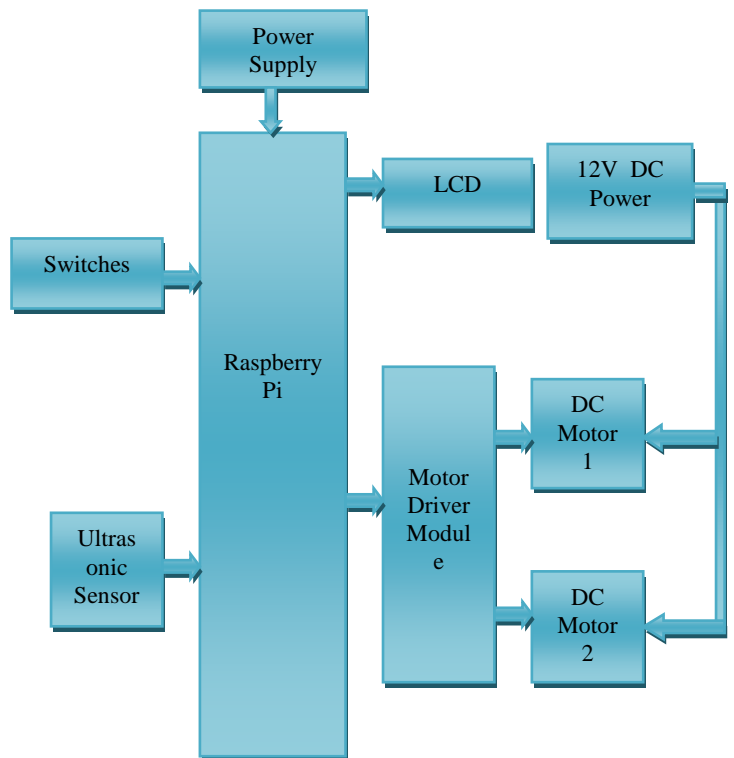 Power
Supply
LCD
12V DC
Power
Switches
Raspberry
Pi
DC
Motor
1
Motor
Driver
Modul
e
Ultras
onic
Sensor
DC
Motor
2